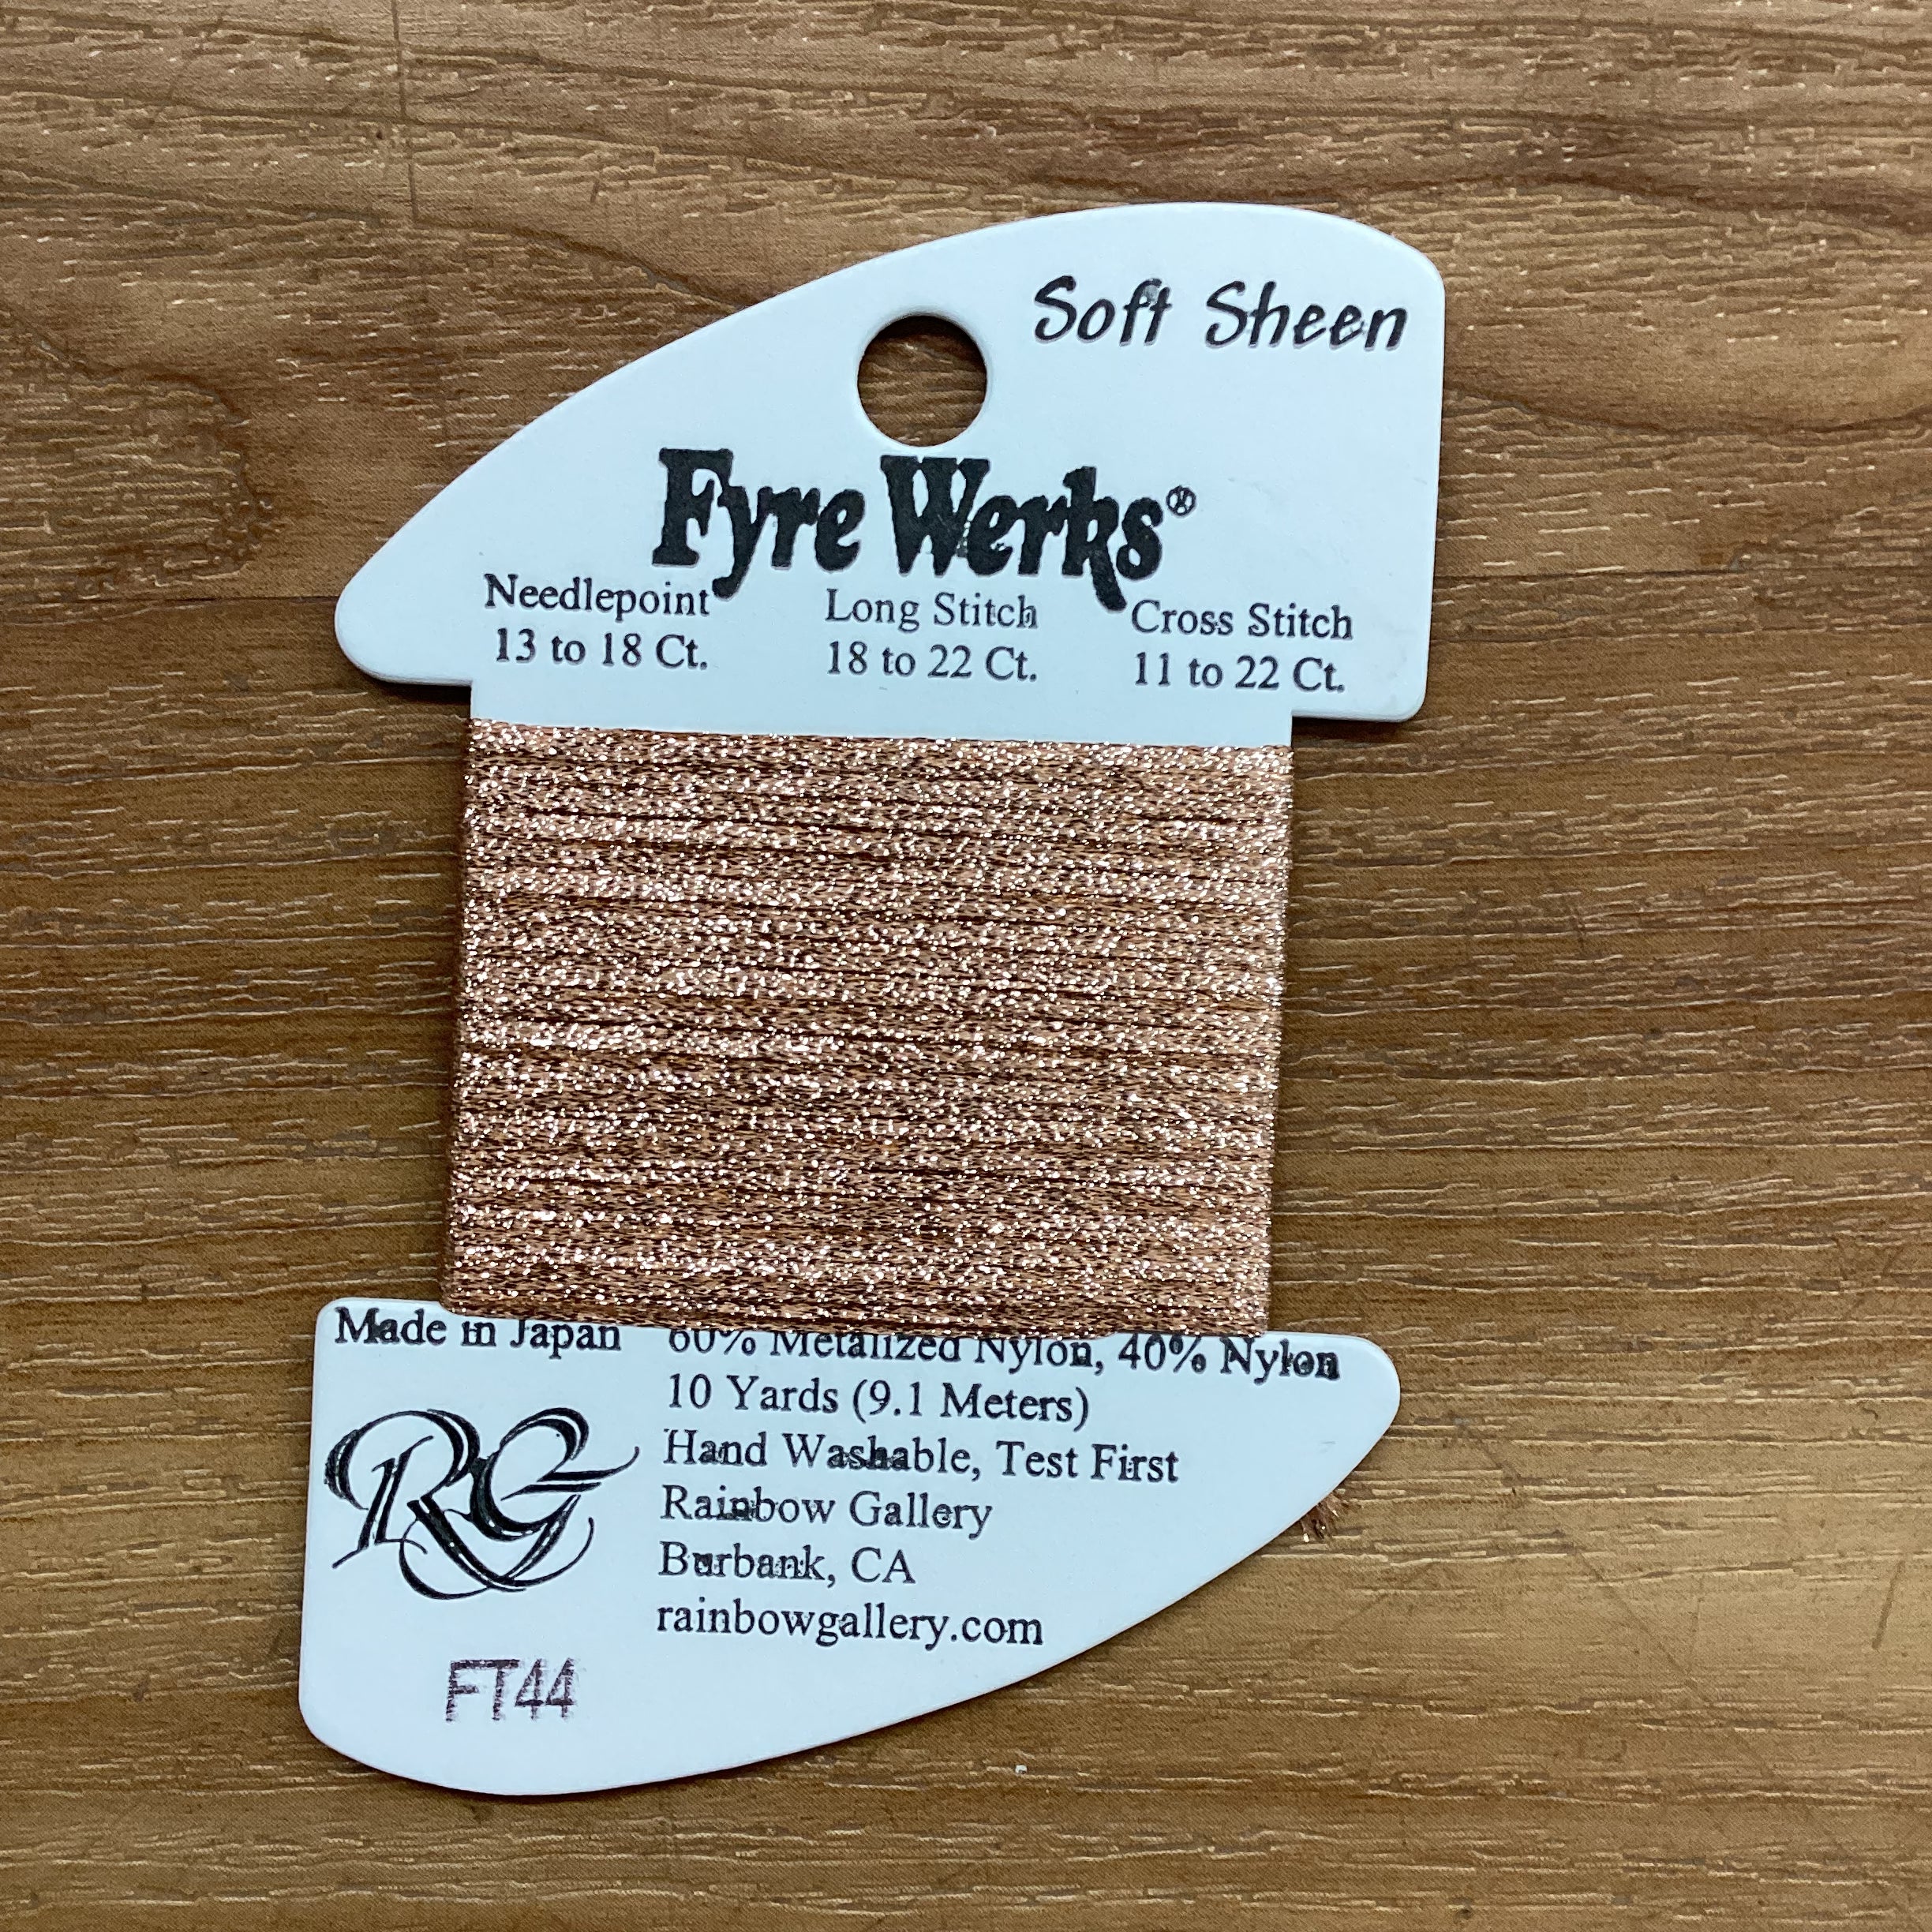 Soft Sheen
Fyre Werks®
Needlepoint Long Stitch Cross Stitch
13 to 18 Ct. 18 to 22 Ct. 11 to 22 Ct.
Made in Japan 60% Metalized Nylon, 40% Nylon
10 Yards (9.1 Meters)
Hand Washable, Test First
RG
Rainbow Gallery
Burbank, CA
rainbowgallery.com
FT44